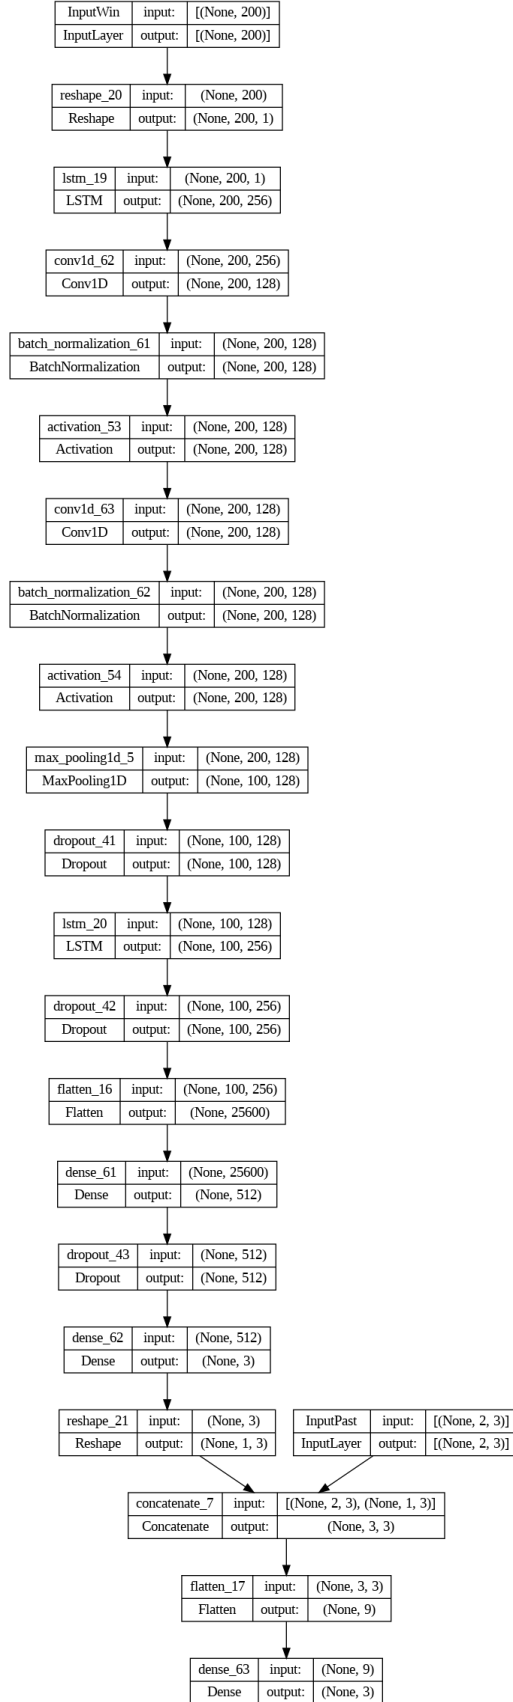 InputWin input: [(None, 200)]
InputLayer output: [(None, 200)]
reshape_20 input: (None, 200)
Reshape output: (None, 200, 1)
lstm_19 input: (None, 200, 1)
LSTM output: (None, 200, 256)
conv1d_62 input: (None, 200, 256)
Conv1D output: (None, 200, 128)
batch_normalization_61 input: (None, 200, 128)
BatchNormalization output: (None, 200, 128)
activation_53 input: (None, 200, 128)
Activation output: (None, 200, 128)
conv1d_63 input: (None, 200, 128)
Conv1D output: (None, 200, 128)
batch_normalization_62 input: (None, 200, 128)
BatchNormalization output: (None, 200, 128)
activation_54 input: (None, 200, 128)
Activation output: (None, 200, 128)
max_pooling1d_5 input: (None, 200, 128)
MaxPooling1D output: (None, 100, 128)
dropout_41 input: (None, 100, 128)
Dropout output: (None, 100, 128)
lstm_20 input: (None, 100, 128)
LSTM output: (None, 100, 256)
dropout_42 input: (None, 100, 256)
Dropout output: (None, 100, 256)
flatten_16 input: (None, 100, 256)
Flatten output: (None, 25600)
dense_61 input: (None, 25600)
Dense output: (None, 512)
dropout_43 input: (None, 512)
Dropout output: (None, 512)
dense_62 input: (None, 512)
Dense output: (None, 3)
reshape_21 input: (None, 3)
Reshape output: (None, 1, 3)
InputPast input: [(None, 2, 3)]
InputLayer output: [(None, 2, 3)]
concatenate_7 input: [(None, 2, 3), (None, 1, 3)]
Concatenate output: (None, 3, 3)
flatten_17 input: (None, 3, 3)
Flatten output: (None, 9)
dense_63 input: (None, 9)
Dense output: (None, 3)